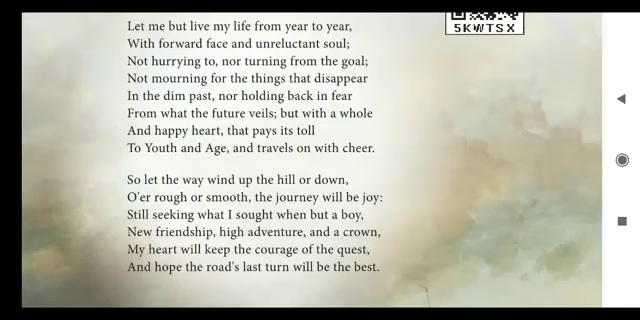 5KWTSX
Let me but live my life from year to year,
With forward face and unreluctant soul;
Not hurrying to, nor turning from the goal;
Not mourning for the things that disappear
In the dim past, nor holding back in fear
From what the future veils; but with a whole
And happy heart, that pays its toll
To Youth and Age, and travels on with cheer.
So let the way wind up the hill or down,
O'er rough or smooth, the journey will be joy:
Still seeking what I sought when but a boy,
New friendship, high adventure, and a crown,
My heart will keep the courage of the quest,
And hope the road's last turn will be the best.